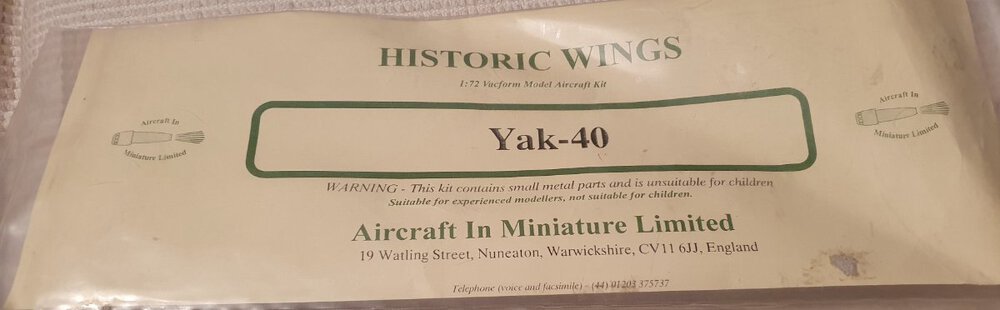 HISTORIC WINGS
1:72 Vacform Model Aircraft Kit
Aircraft In
Miniature Limited
Yak-40
Aircraft In
Miniature Limited
WARNING - This kit contains small metal parts and is unsuitable for children
Suitable for experienced modellers, not suitable for children.
Aircraft In Miniature Limited
19 Watling Street, Nuneaton, Warwickshire, CV11 6JJ, England
Telephone (voice and facsimile) - (44) 01203 375737